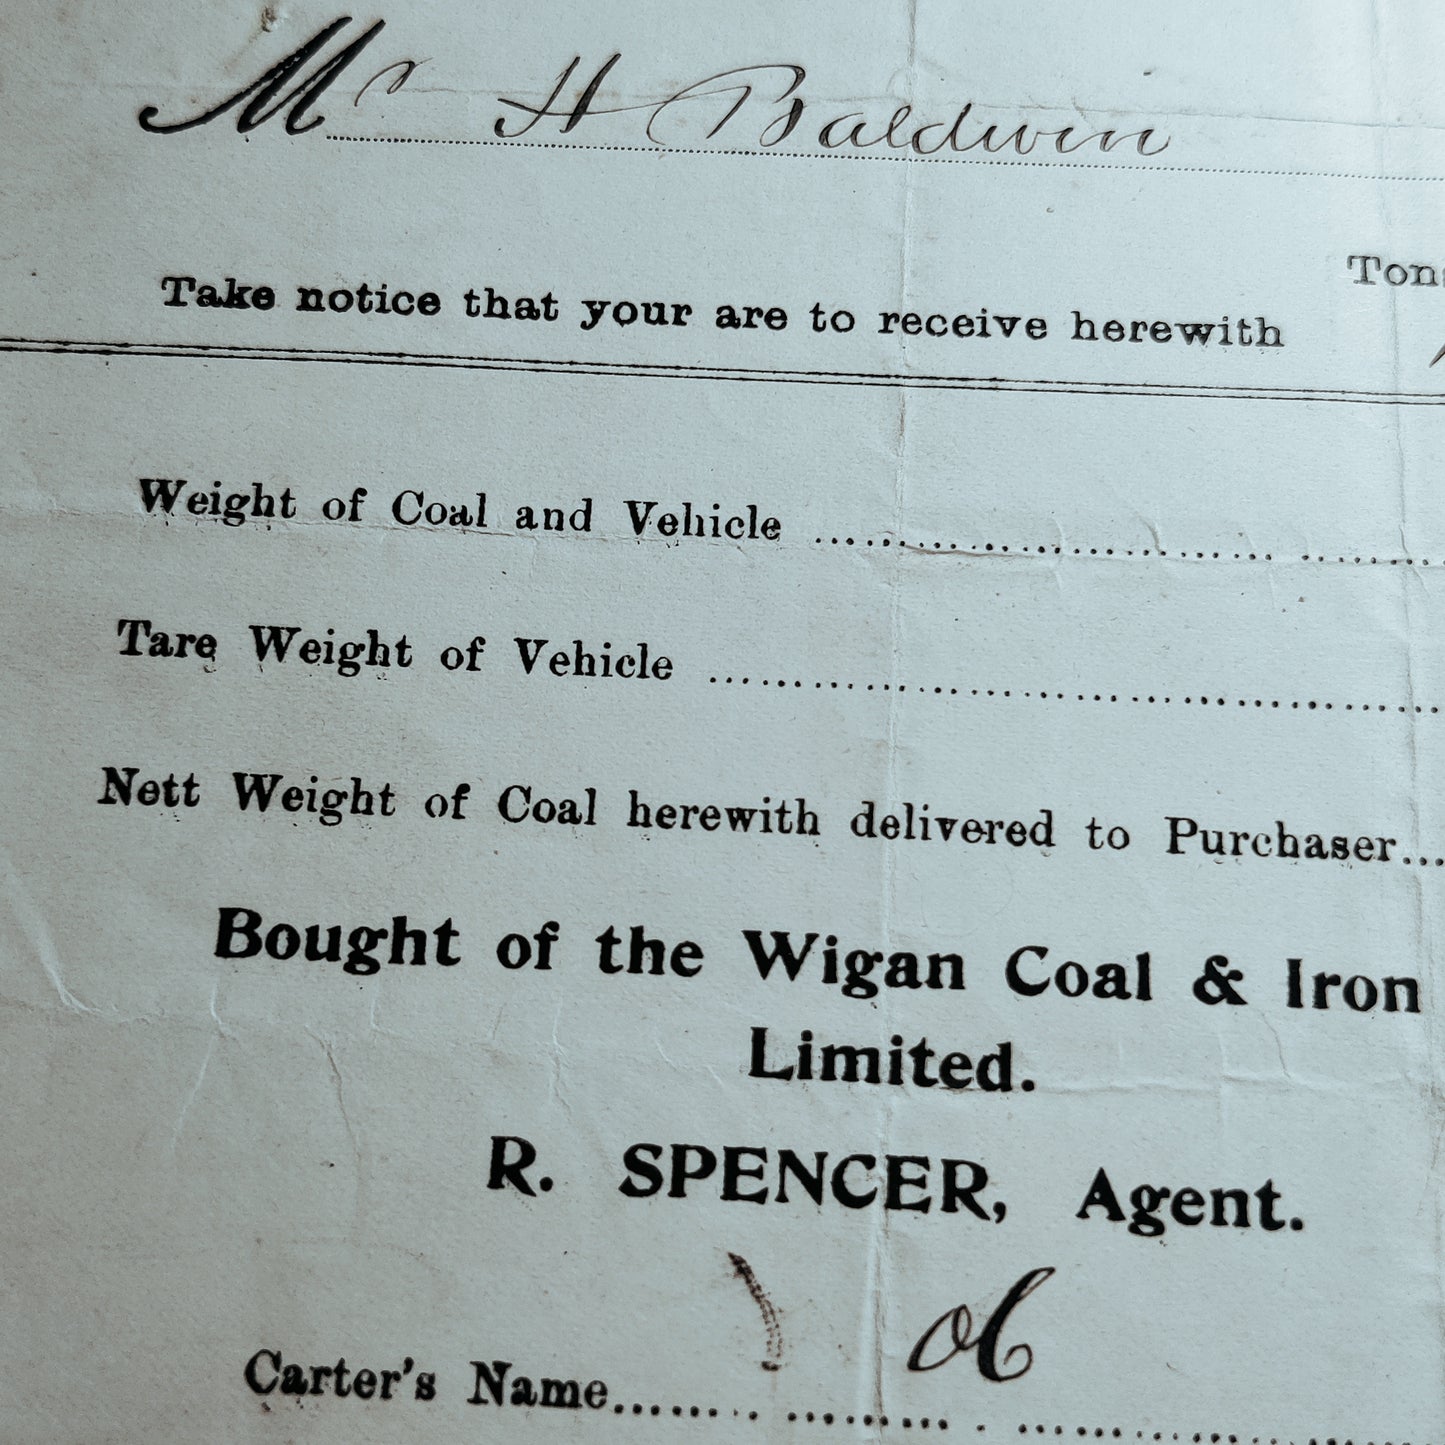 Mr H Baldwin
Tons
Take notice that your are to receive herewith
Weight of Coal and Vehicle
Tare Weight of Vehicle
Nett Weight of Coal herewith delivered to Purchaser...
Bought of the Wigan Coal & Iron
Limited.
R. SPENCER, Agent.
Carter's Name